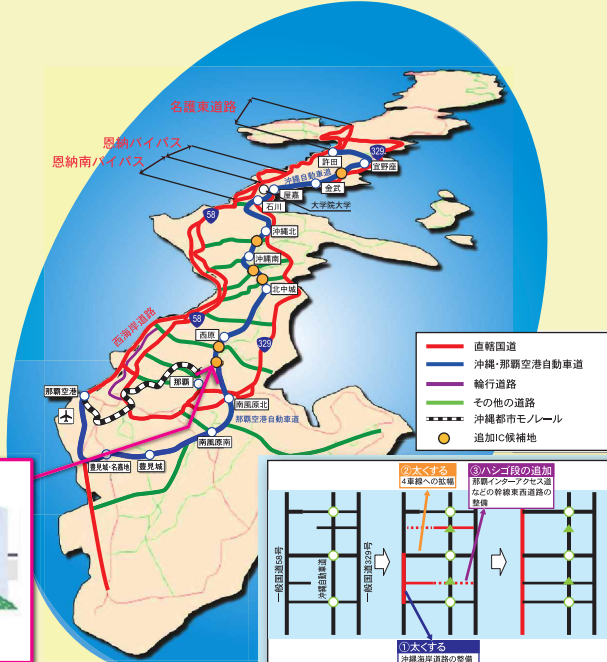 名護東道路
恩納バイパス
恩納南バイパス
許田
329
宜野座
沖縄自動車道
金武
屋嘉
石川
大学院大学
58
沖縄北
沖縄南
北中城
西海岸道路
58
西原
329
那覇
那覇空港
南風原北
那覇空港自動車道
南風原南
豊見城・名嘉地
豊見城
直轄国道
沖縄・那覇空港自動車道
輪行道路
その他の道路
沖縄都市モノレール
追加IC候補地
②太くする
4車線への拡幅
③ハシゴ段の追加
那覇インターアクセス道
などの幹線東西道路の
整備
一般国道58号
沖縄自動車道
一般国道329号
①太くする
沖縄海岸道路の整備